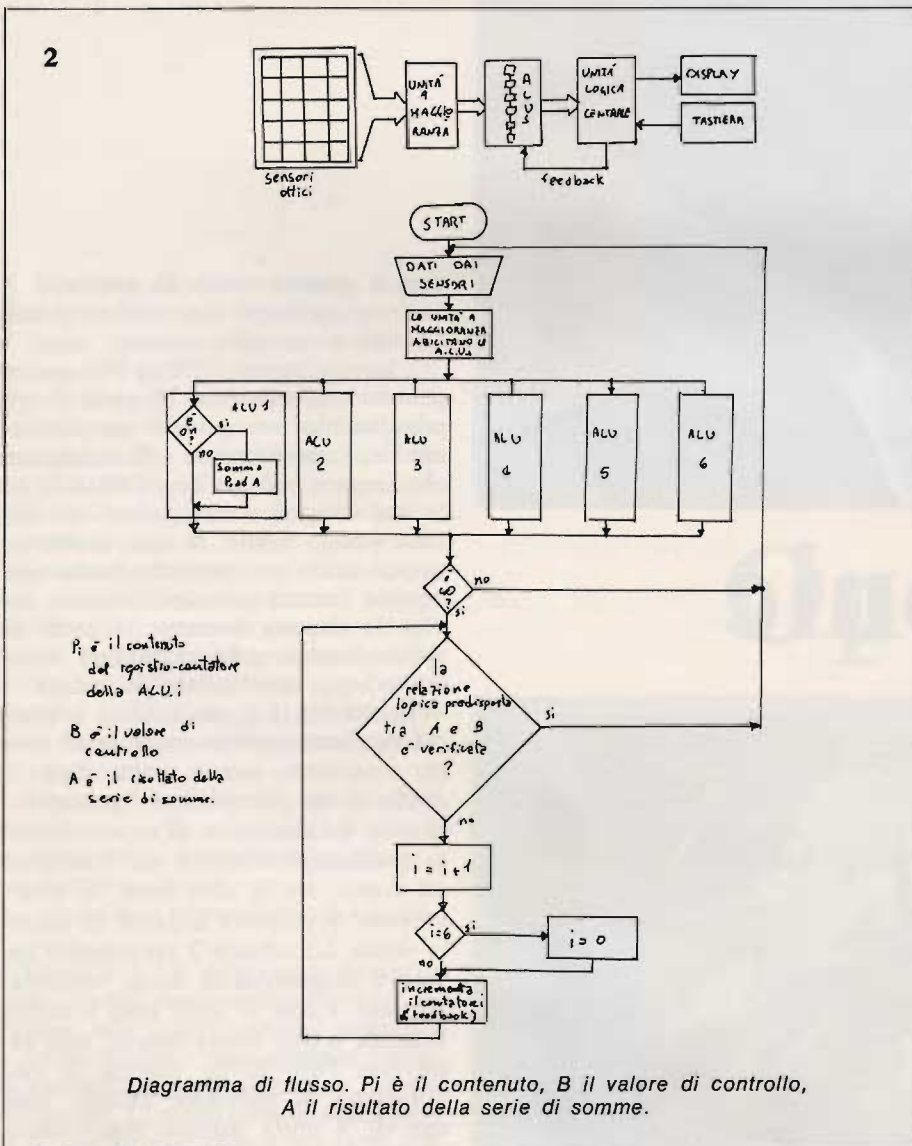 2
UNITÁ
A
MAGGIO
RANZA
A
L
U
S
UNITÀ
LOGICA
CENTRALE
DISPLAY
TASTIERA
sensori
ottici
feedback
START
DATI DAI
SENSORI
LE UNITÀ A
MAGGIORANZA
ABILITANO LE
A.L.U.s
è
on?
si
no
ALU 1
Somma
Pi ad A
ALU
2
ALU
3
ALU
4
ALU
5
ALU
6
è
?
no
si
Pi è il contenuto
del registro-contatore
della ALU.i
B è il valore di
controllo
A è il risultato della
serie di somme.
la
relazione
logica predisposta
tra A e B
è verificata
?
si
no
i = i + 1
i=6
si
i = 0
no
incrementa
il contatore i
(feedback)
Diagramma di flusso. Pi è il contenuto, B il valore di controllo,
A il risultato della serie di somme.